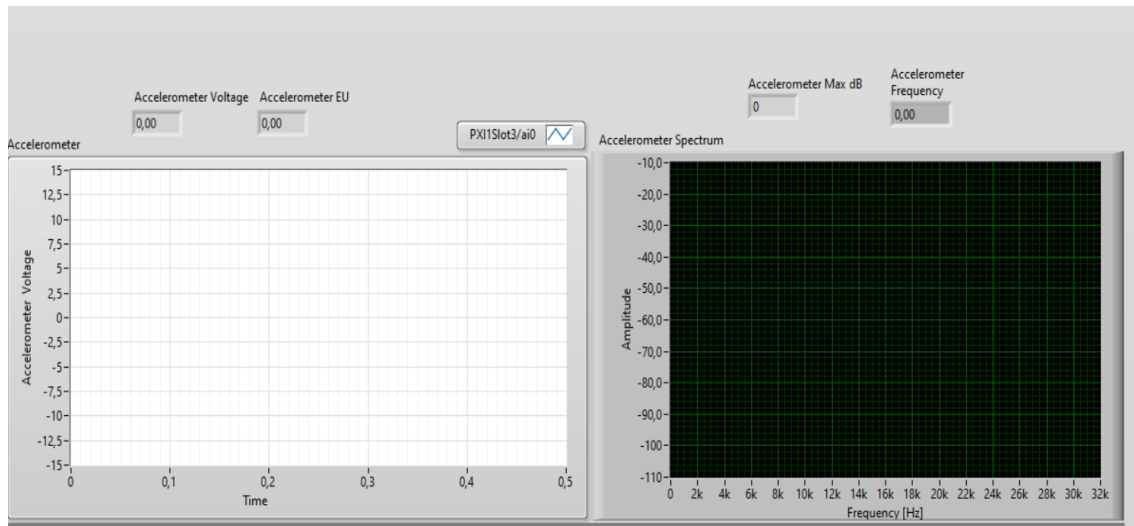 Accelerometer Voltage
0,00
Accelerometer EU
0,00
Accelerometer Max dB
0
Accelerometer
Frequency
0,00
Accelerometer
PXI1Slot3/ai0
Accelerometer Spectrum
Accelerometer Voltage
15
12,5
10
7,5
5
2,5
0
-2,5
-5
-7,5
-10
-12,5
-15
0 0,1 0,2 0,3 0,4 0,5
Time
Amplitude
-10,0
-20,0
-30,0
-40,0
-50,0
-60,0
-70,0
-80,0
-90,0
-100
-110
0 2k 4k 6k 8k 10k 12k 14k 16k 18k 20k 22k 24k 26k 28k 30k 32k
Frequency [Hz]